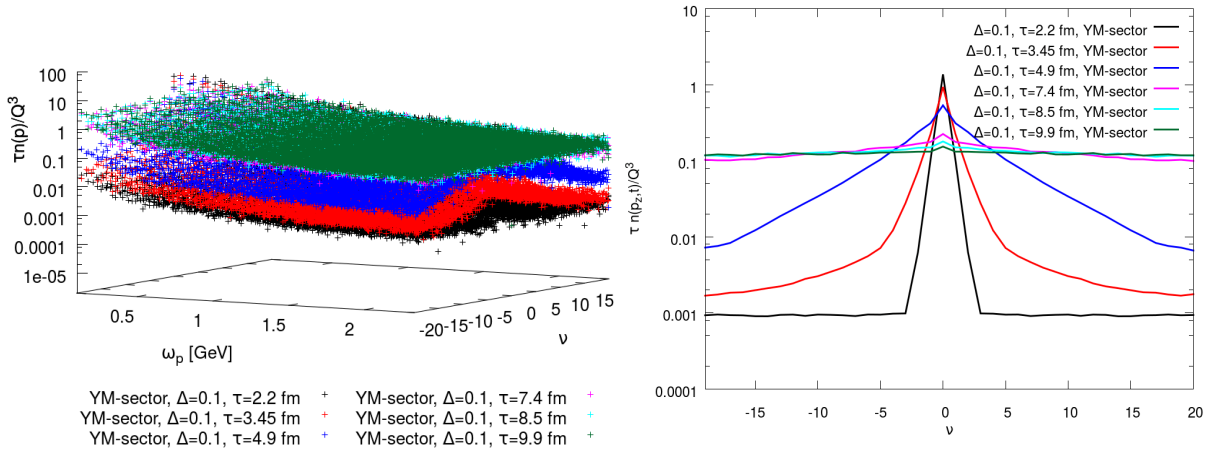 100
10
1
0.1
0.01
0.001
0.0001
1e-05
τn(p)/Q³
0.5
1
1.5
2
ω_p [GeV]
-20 -15 -10 -5 0 5 10 15
ν
YM-sector, Δ=0.1, τ=2.2 fm
YM-sector, Δ=0.1, τ=3.45 fm
YM-sector, Δ=0.1, τ=4.9 fm
YM-sector, Δ=0.1, τ=7.4 fm
YM-sector, Δ=0.1, τ=8.5 fm
YM-sector, Δ=0.1, τ=9.9 fm
10
1
0.1
0.01
0.001
0.0001
τ n(p_z,t)/Q³
Δ=0.1, τ=2.2 fm, YM-sector
Δ=0.1, τ=3.45 fm, YM-sector
Δ=0.1, τ=4.9 fm, YM-sector
Δ=0.1, τ=7.4 fm, YM-sector
Δ=0.1, τ=8.5 fm, YM-sector
Δ=0.1, τ=9.9 fm, YM-sector
-15 -10 -5 0 5 10 15 20
ν